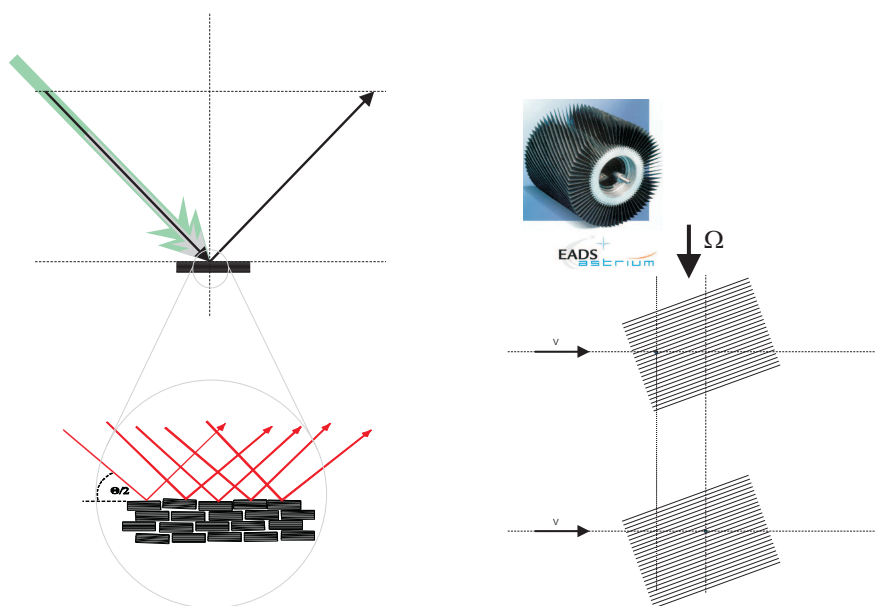 Ω
EADS
astrium
v
Θ/2
v